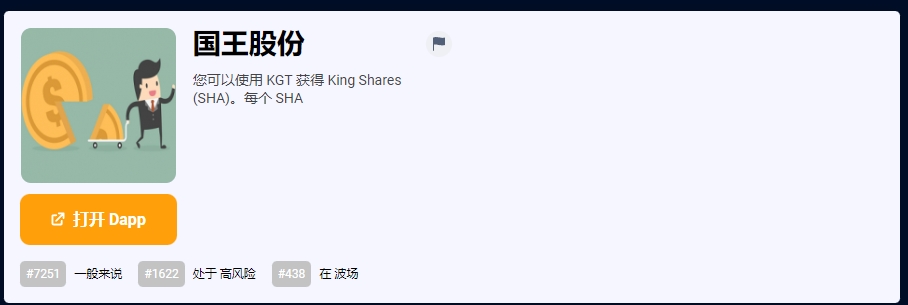 国王股份
您可以使用 KGT 获得 King Shares
(SHA)。每个 SHA
打开 Dapp
#7251 一般来说 #1622 处于 高风险 #438 在 波场